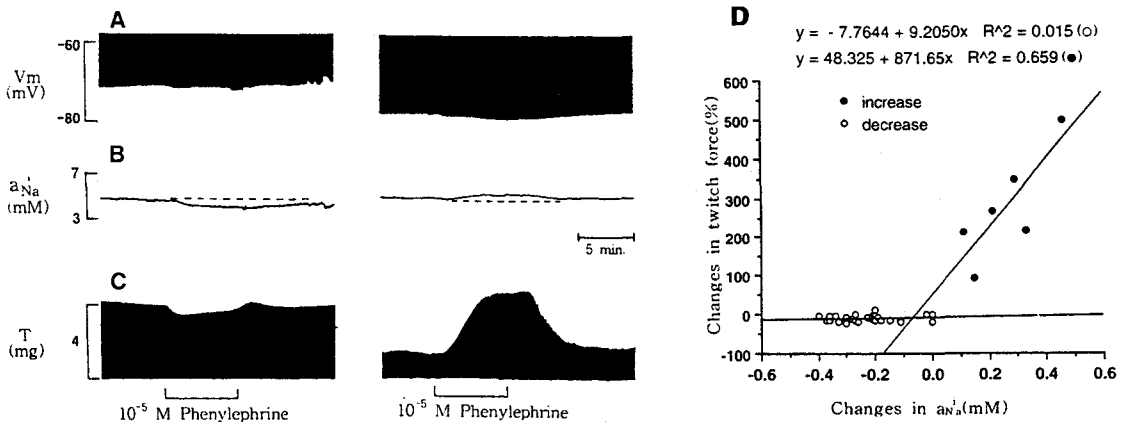 A
-60
Vm
(mV)
-80
B
7
aⁱNa
(mM)
3
5 min.
C
T
(mg)
4
10⁻⁵ M Phenylephrine
10⁻⁵ M Phenylephrine
D
y = - 7.7644 + 9.2050x R^2 = 0.015 (○)
y = 48.325 + 871.65x R^2 = 0.659 (●)
● increase
○ decrease
Changes in twitch force(%)
600
500
400
300
200
100
0
-100
-0.6 -0.4 -0.2 0.0 0.2 0.4 0.6
Changes in aⁱNa(mM)